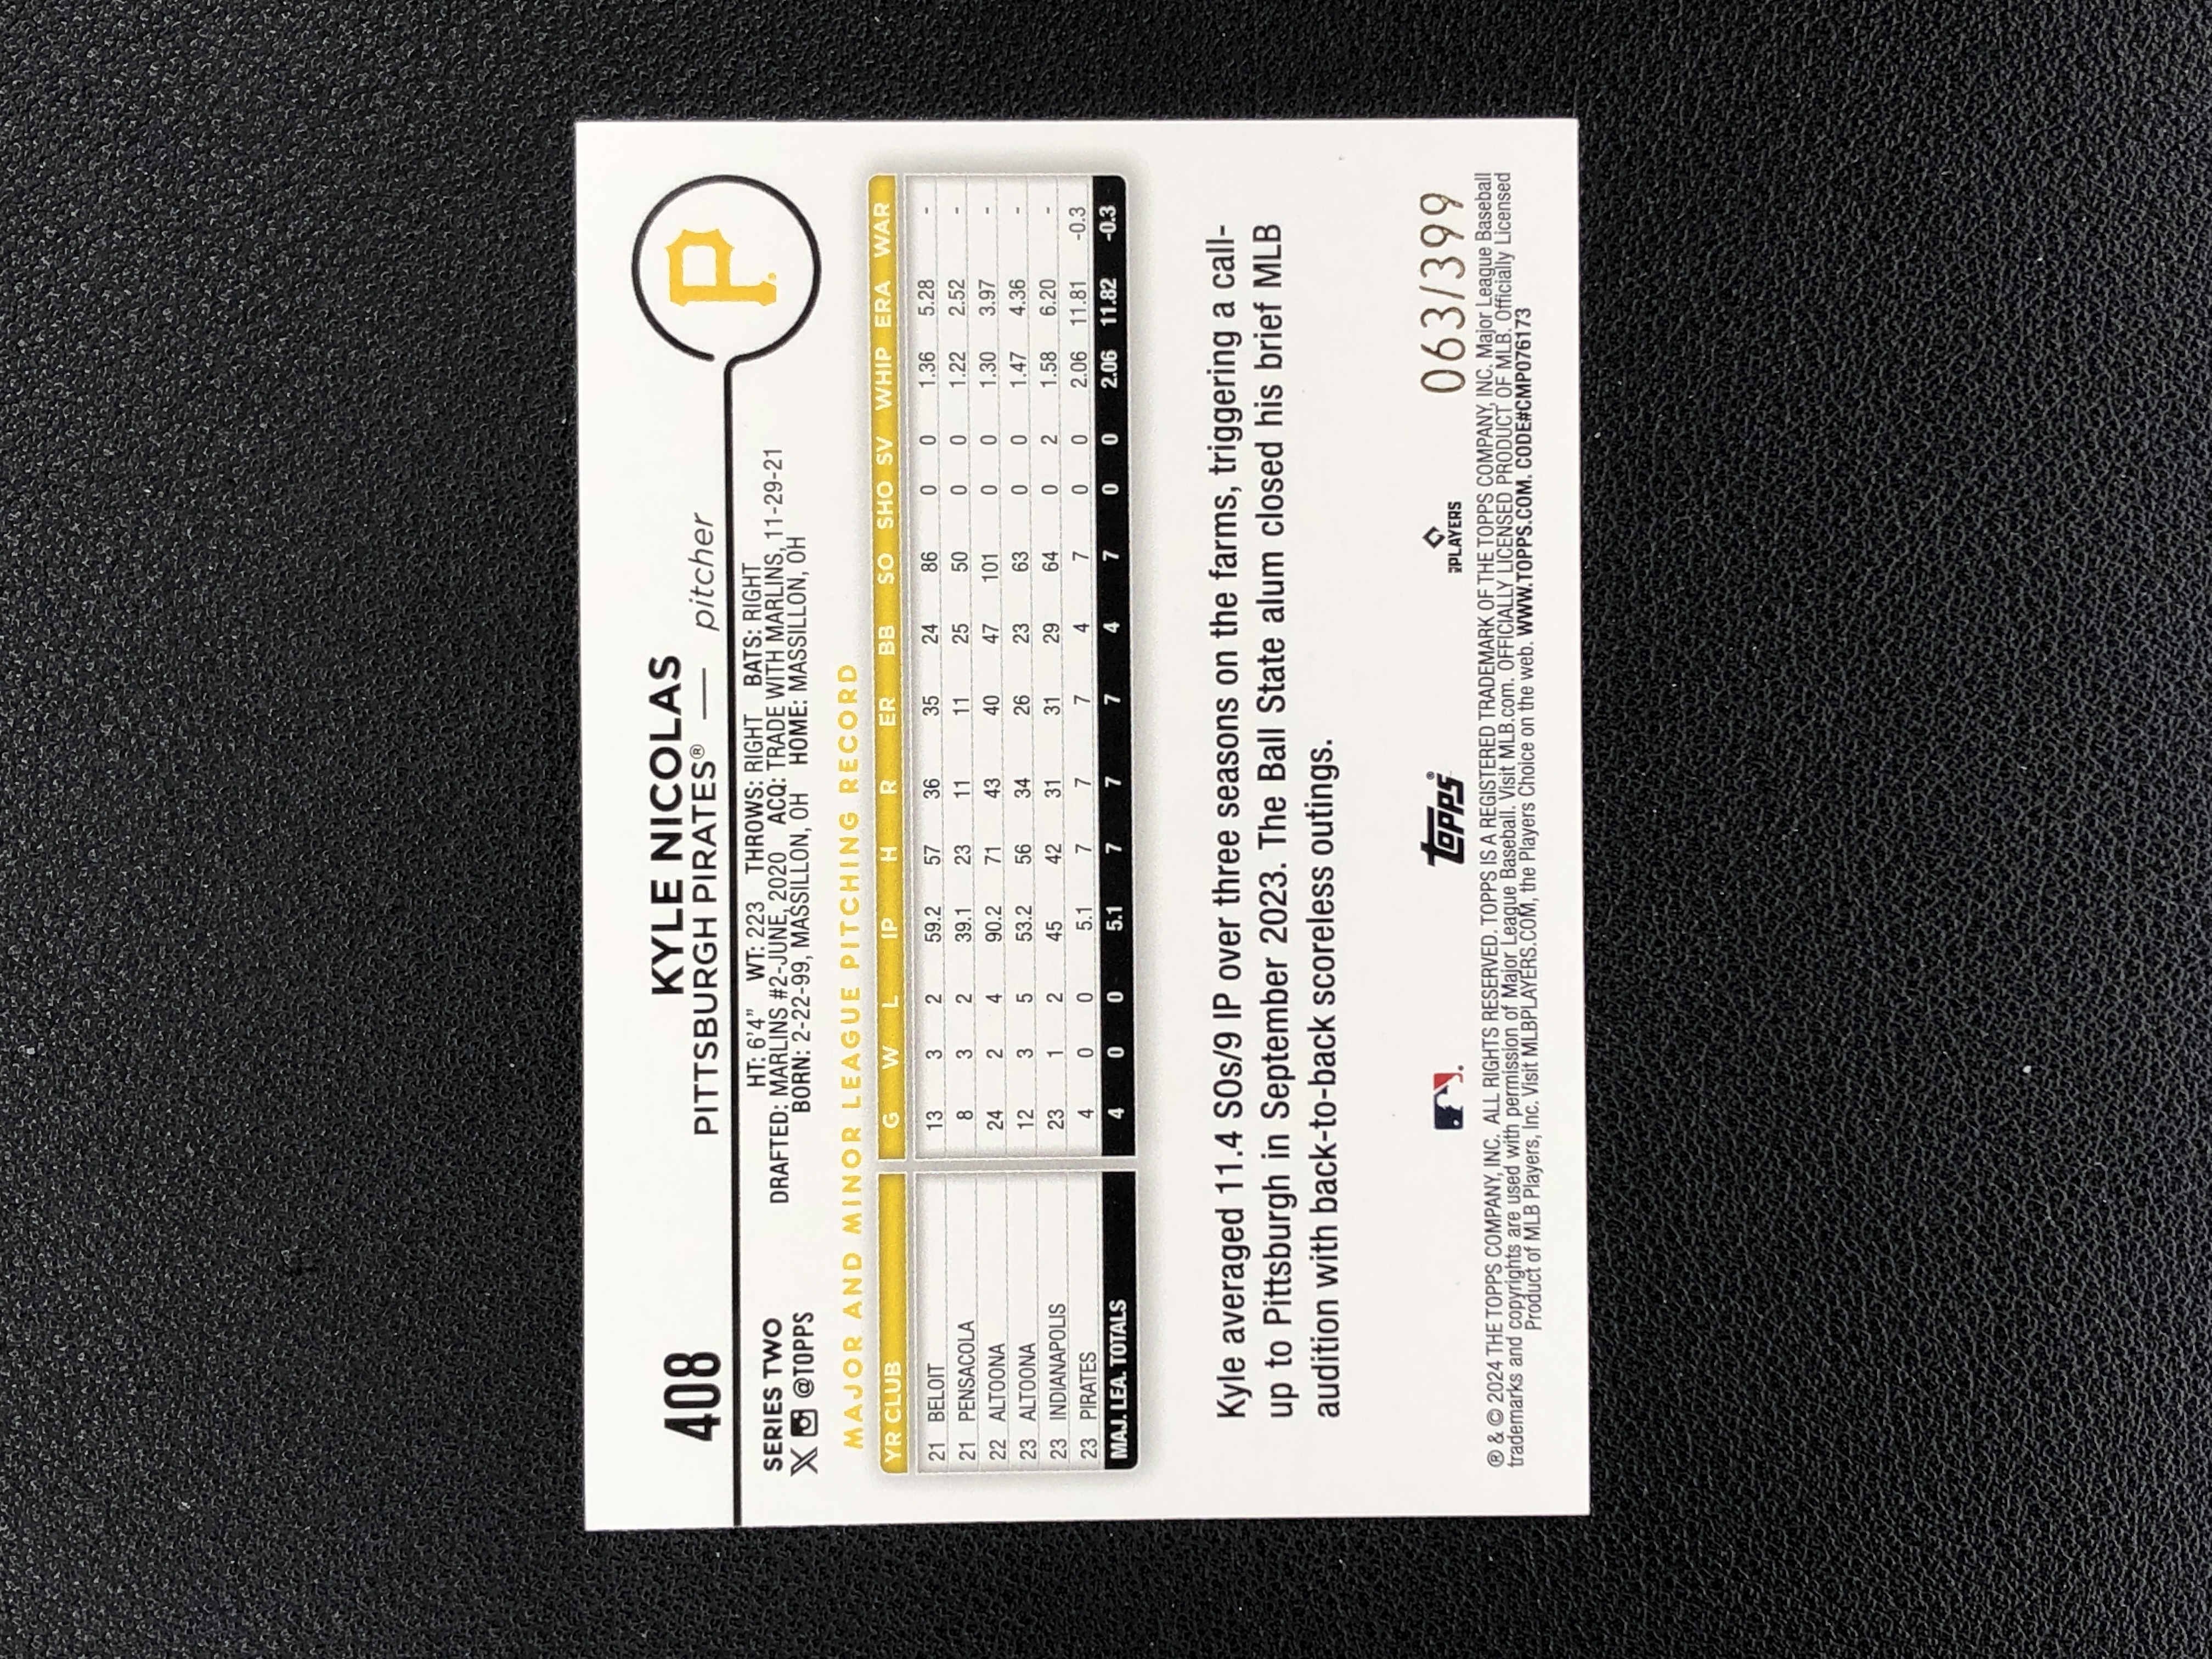 408
KYLE NICOLAS
PITTSBURGH PIRATES® — pitcher
P
SERIES TWO
X @TOPPS
HT: 6'4" WT: 223 THROWS: RIGHT BATS: RIGHT
DRAFTED: MARLINS #2-JUNE, 2020 ACQ: TRADE WITH MARLINS, 11-29-21
BORN: 2-22-99, MASSILLON, OH HOME: MASSILLON, OH
MAJOR AND MINOR LEAGUE PITCHING RECORD
YR CLUB G W L IP H R ER BB SO SHO SV WHIP ERA WAR
21 BELOIT 13 3 2 59.2 57 36 35 24 86 0 0 1.36 5.28 -
21 PENSACOLA 8 3 2 39.1 23 11 11 25 50 0 0 1.22 2.52 -
22 ALTOONA 24 2 4 90.2 71 43 40 47 101 0 0 1.30 3.97 -
23 ALTOONA 12 3 5 53.2 56 34 26 23 63 0 0 1.47 4.36 -
23 INDIANAPOLIS 23 1 2 45 42 31 31 29 64 0 2 1.58 6.20 -
23 PIRATES 4 0 0 5.1 7 7 7 4 7 0 0 2.06 11.81 -0.3
MAJ. LEA. TOTALS 4 0 0 5.1 7 7 7 4 7 0 0 2.06 11.82 -0.3
Kyle averaged 11.4 SOs/9 IP over three seasons on the farms, triggering a call-
up to Pittsburgh in September 2023. The Ball State alum closed his brief MLB
audition with back-to-back scoreless outings.
topps®
PLAYERS
063/399
® & © 2024 THE TOPPS COMPANY, INC. ALL RIGHTS RESERVED. TOPPS IS A REGISTERED TRADEMARK OF THE TOPPS COMPANY, INC. Major League Baseball
trademarks and copyrights are used with permission of Major League Baseball. Visit MLB.com. OFFICIALLY LICENSED PRODUCT OF MLB. Officially Licensed
Product of MLB Players, Inc. Visit MLBPLAYERS.COM, the Players Choice on the web. WWW.TOPPS.COM. CODE#CMP076173